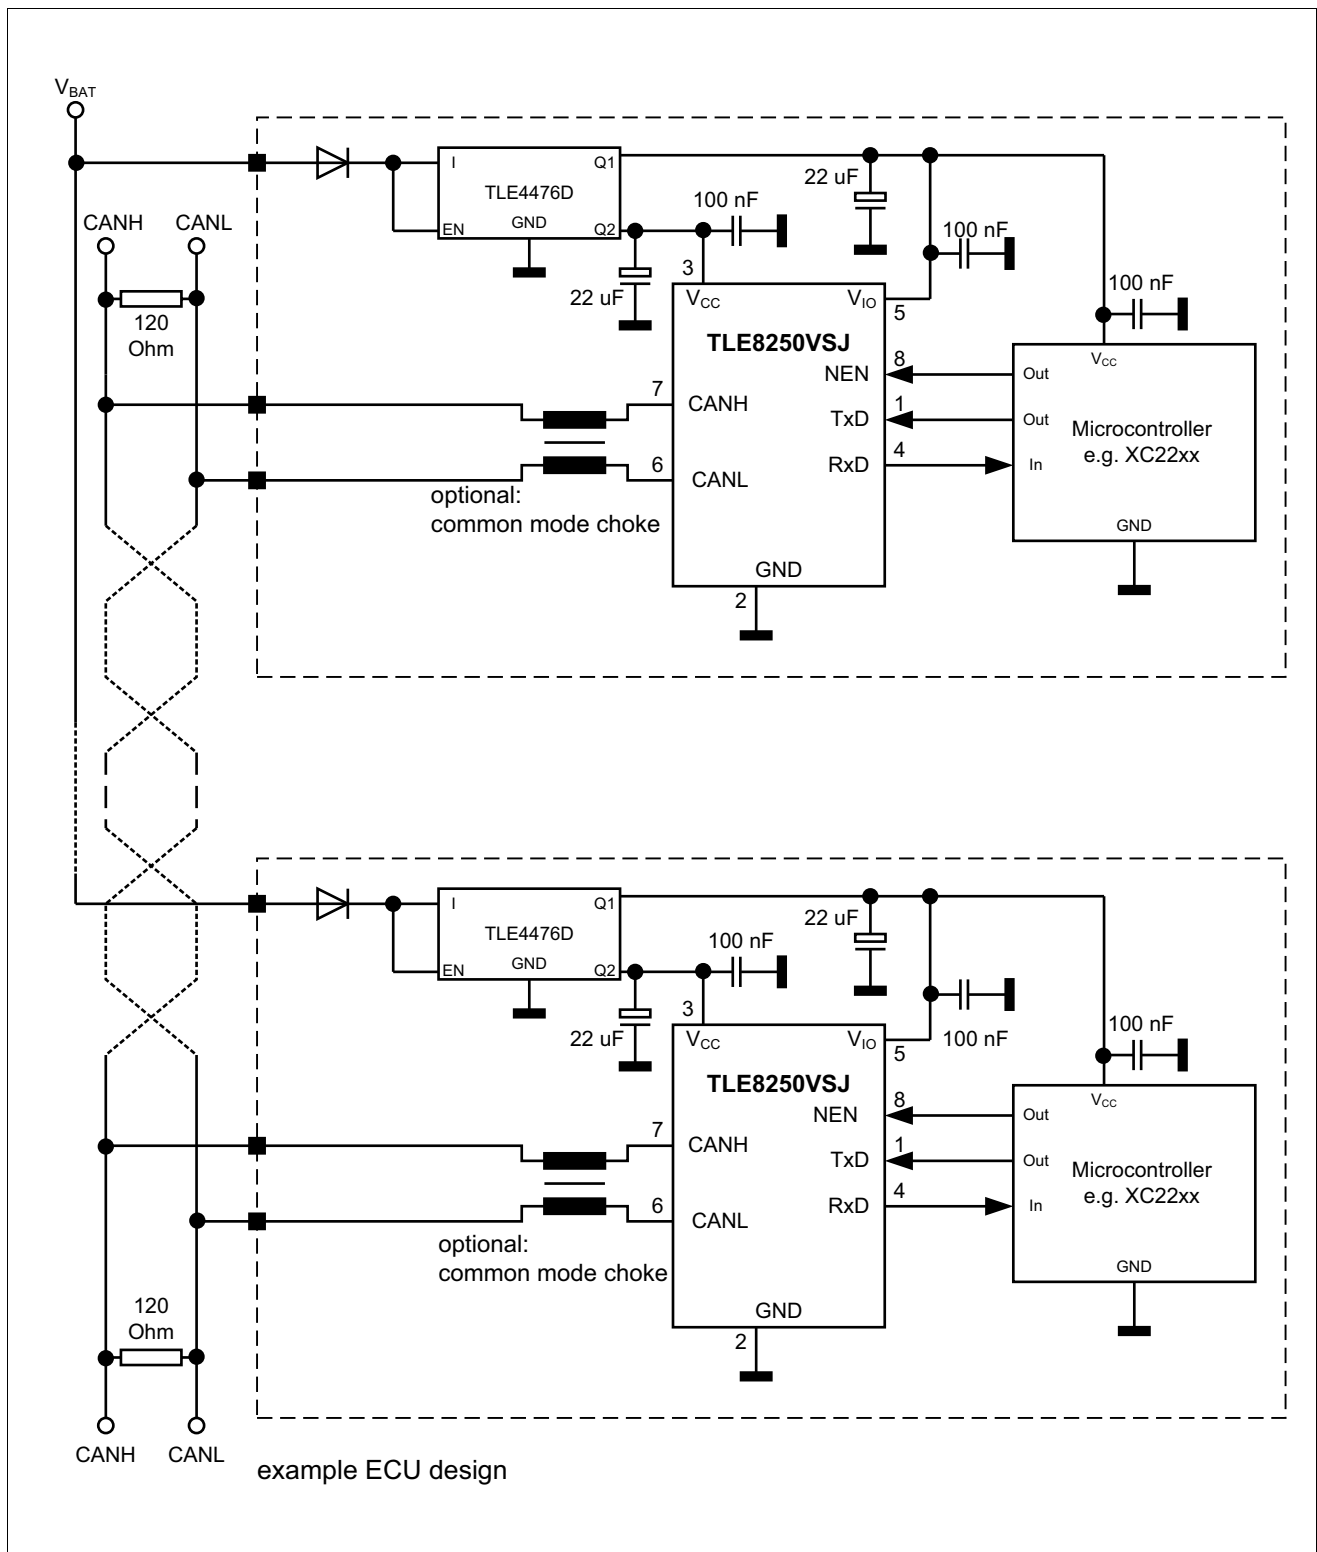 VBAT
I
Q1
TLE4476D
GND
EN
Q2
22 uF
100 nF
100 nF
CANH
CANL
22 uF
3
VCC
VIO
5
100 nF
120
Ohm
TLE8250VSJ
VCC
NEN
8
Out
7
CANH
TxD
1
Out
Microcontroller
e.g. XC22xx
6
CANL
RxD
4
In
optional:
common mode choke
GND
GND
2
I
Q1
TLE4476D
GND
EN
Q2
22 uF
100 nF
22 uF
3
VCC
VIO
5
100 nF
100 nF
TLE8250VSJ
VCC
NEN
8
Out
7
CANH
TxD
1
Out
Microcontroller
e.g. XC22xx
6
CANL
RxD
4
In
optional:
common mode choke
GND
GND
2
120
Ohm
CANH
CANL
example ECU design